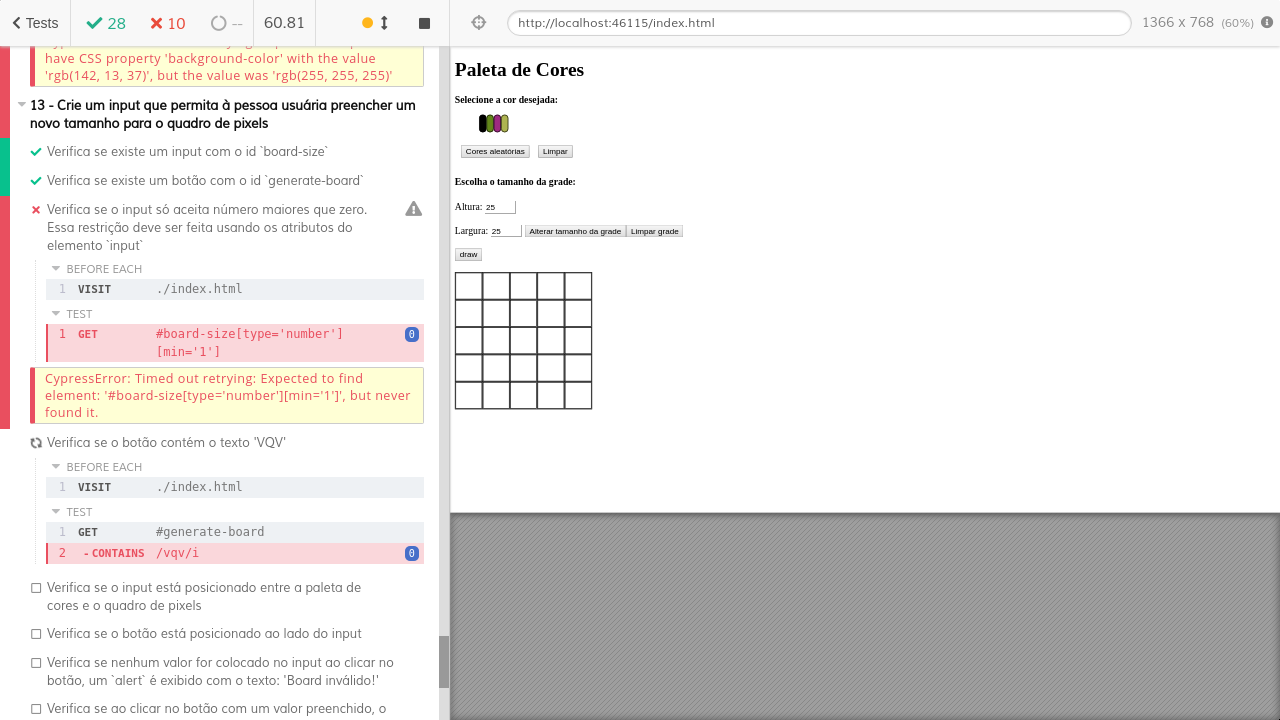 Tests
28
10
--
60.81
http://localhost:46115/index.html
1366 x 768 (60%)
have CSS property 'background-color' with the value
'rgb(142, 13, 37)', but the value was 'rgb(255, 255, 255)'
13 - Crie um input que permita à pessoa usuária preencher um
novo tamanho para o quadro de pixels
Verifica se existe um input com o id `board-size`
Verifica se existe um botão com o id `generate-board`
Verifica se o input só aceita número maiores que zero.
Essa restrição deve ser feita usando os atributos do
elemento `input`
BEFORE EACH
1 VISIT ./index.html
TEST
1 GET #board-size[type='number'] 0
[min='1']
CypressError: Timed out retrying: Expected to find
element: '#board-size[type='number'][min='1']', but never
found it.
Verifica se o botão contém o texto 'VQV'
BEFORE EACH
1 VISIT ./index.html
TEST
1 GET #generate-board
2 - CONTAINS /vqv/i 0
Verifica se o input está posicionado entre a paleta de
cores e o quadro de pixels
Verifica se o botão está posicionado ao lado do input
Verifica se nenhum valor for colocado no input ao clicar no
botão, um `alert` é exibido com o texto: 'Board inválido!'
Verifica se ao clicar no botão com um valor preenchido, o
Paleta de Cores
Selecione a cor desejada:
Cores aleatórias Limpar
Escolha o tamanho da grade:
Altura: 25
Largura: 25 Alterar tamanho da grade Limpar grade
draw